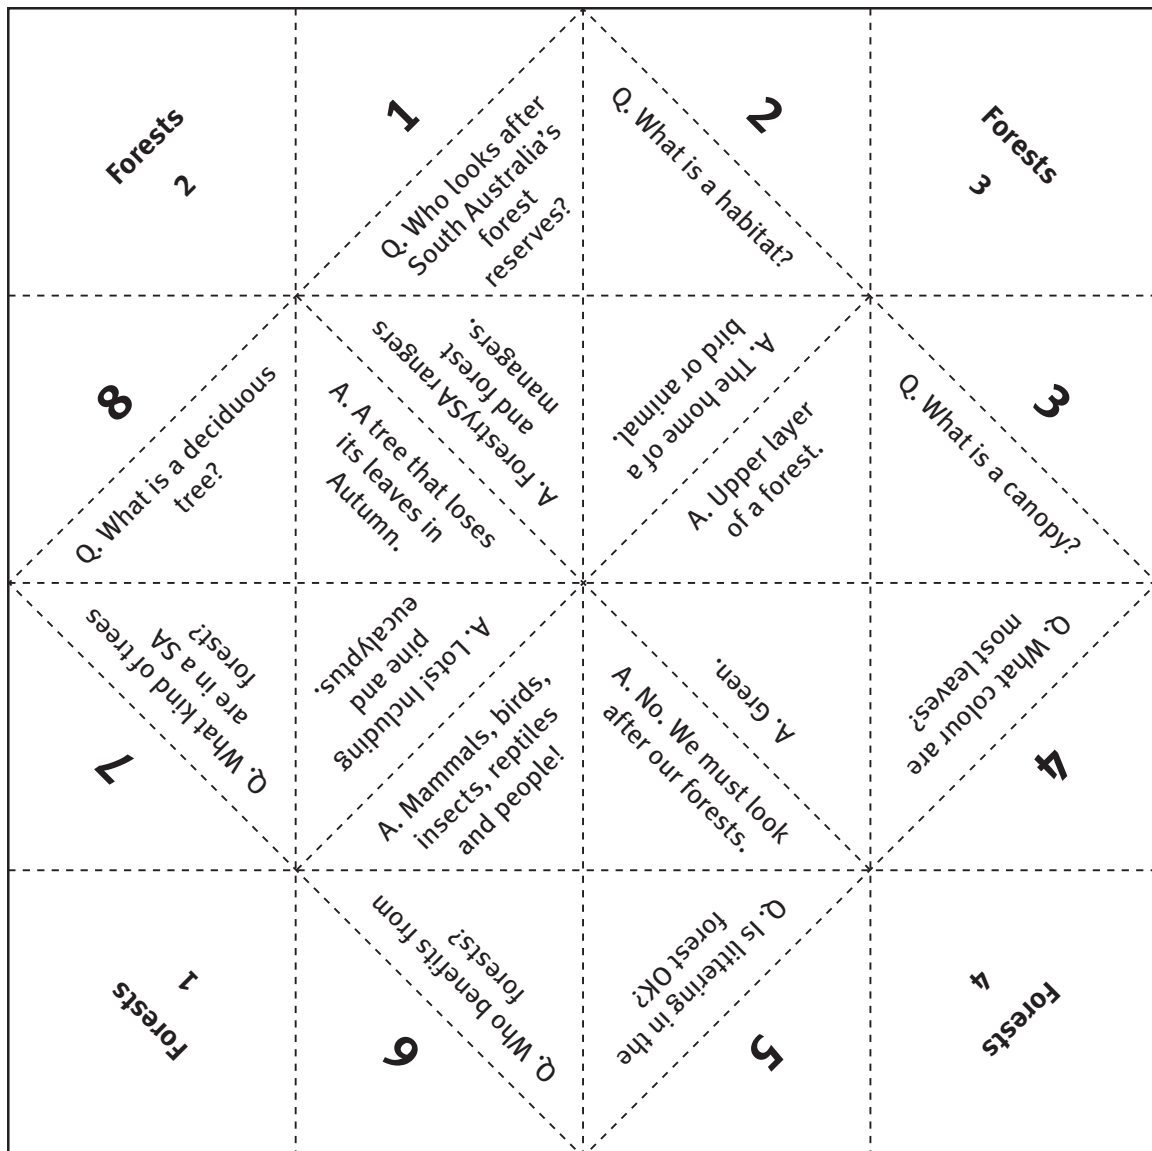 Forests
2
1
Q. Who looks after
South Australia's
forest
reserves?
2
Q. What is a habitat?
Forests
3
8
Q. What is a deciduous
tree?
A. ForestrySA rangers
and forest
managers.
A. A tree that loses
its leaves in
Autumn.
A. The home of a
bird or animal.
A. Upper layer
of a forest.
3
Q. What is a canopy?
7
Q. What kind of trees
are in a SA
forest?
A. Lots! Including
pine and
eucalyptus.
A. Mammals, birds,
insects, reptiles
and people!
A. Green.
A. No. We must look
after our forests.
4
Q. What colour are
most leaves?
Forests
1
6
Q. Who benefits from
forests?
5
Q. Is littering in the
forest OK?
Forests
4